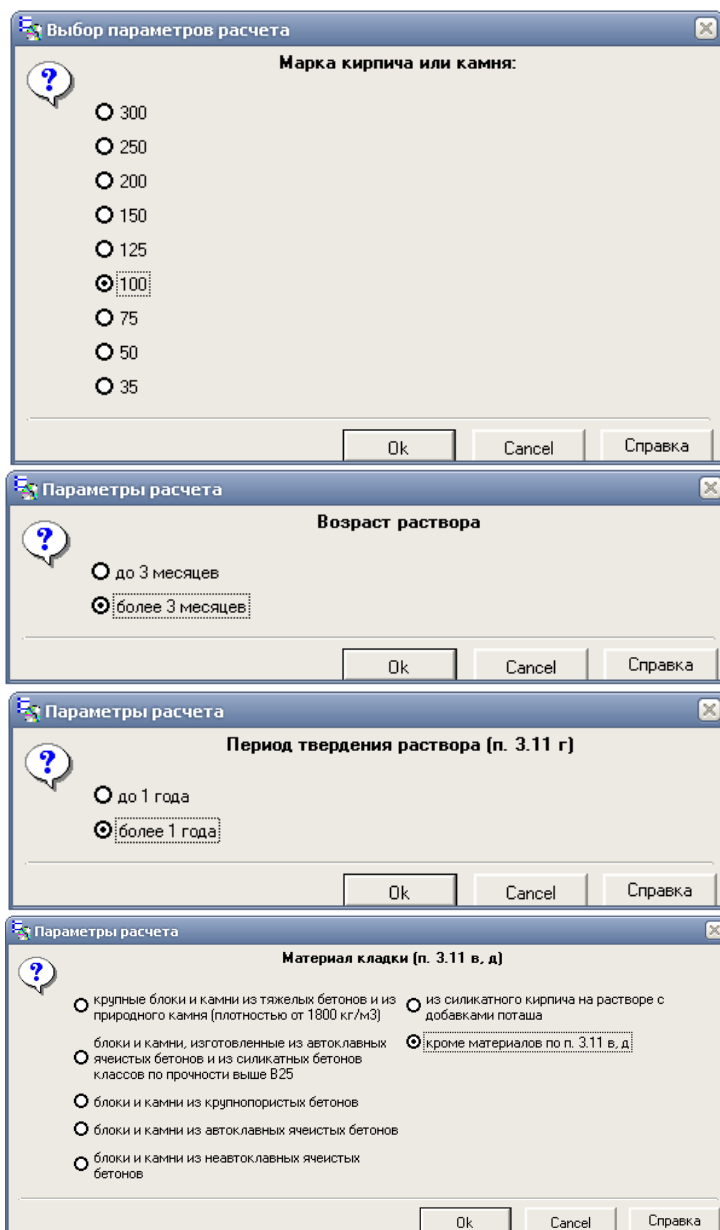 Выбор параметров расчета
Марка кирпича или камня:
300
250
200
150
125
100
75
50
35
Ok Cancel Справка
Параметры расчета
Возраст раствора
до 3 месяцев
более 3 месяцев
Ok Cancel Справка
Параметры расчета
Период твердения раствора (п. 3.11 г)
до 1 года
более 1 года
Ok Cancel Справка
Параметры расчета
Материал кладки (п. 3.11 в, д)
крупные блоки и камни из тяжелых бетонов и из
природного камня (плотностью от 1800 кг/м3)
блоки и камни, изготовленные из автоклавных
ячеистых бетонов и из силикатных бетонов
классов по прочности выше В25
блоки и камни из крупнопористых бетонов
блоки и камни из автоклавных ячеистых бетонов
блоки и камни из неавтоклавных ячеистых
бетонов
из силикатного кирпича на растворе с
добавками поташа
кроме материалов по п. 3.11 в, д
Ok Cancel Справка